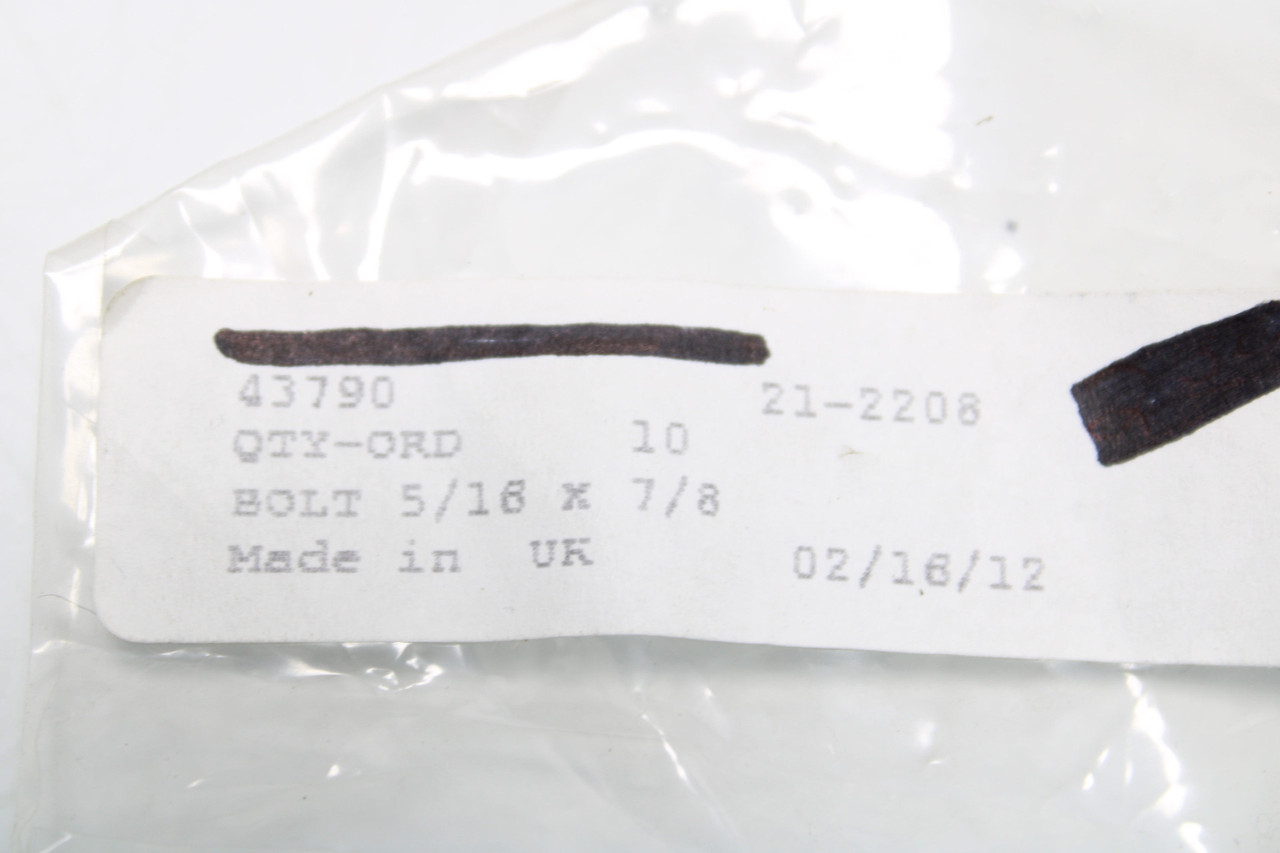 43790 21-2208
QTY-ORD 10
BOLT 5/16 X 7/8
Made in UK 02/16/12